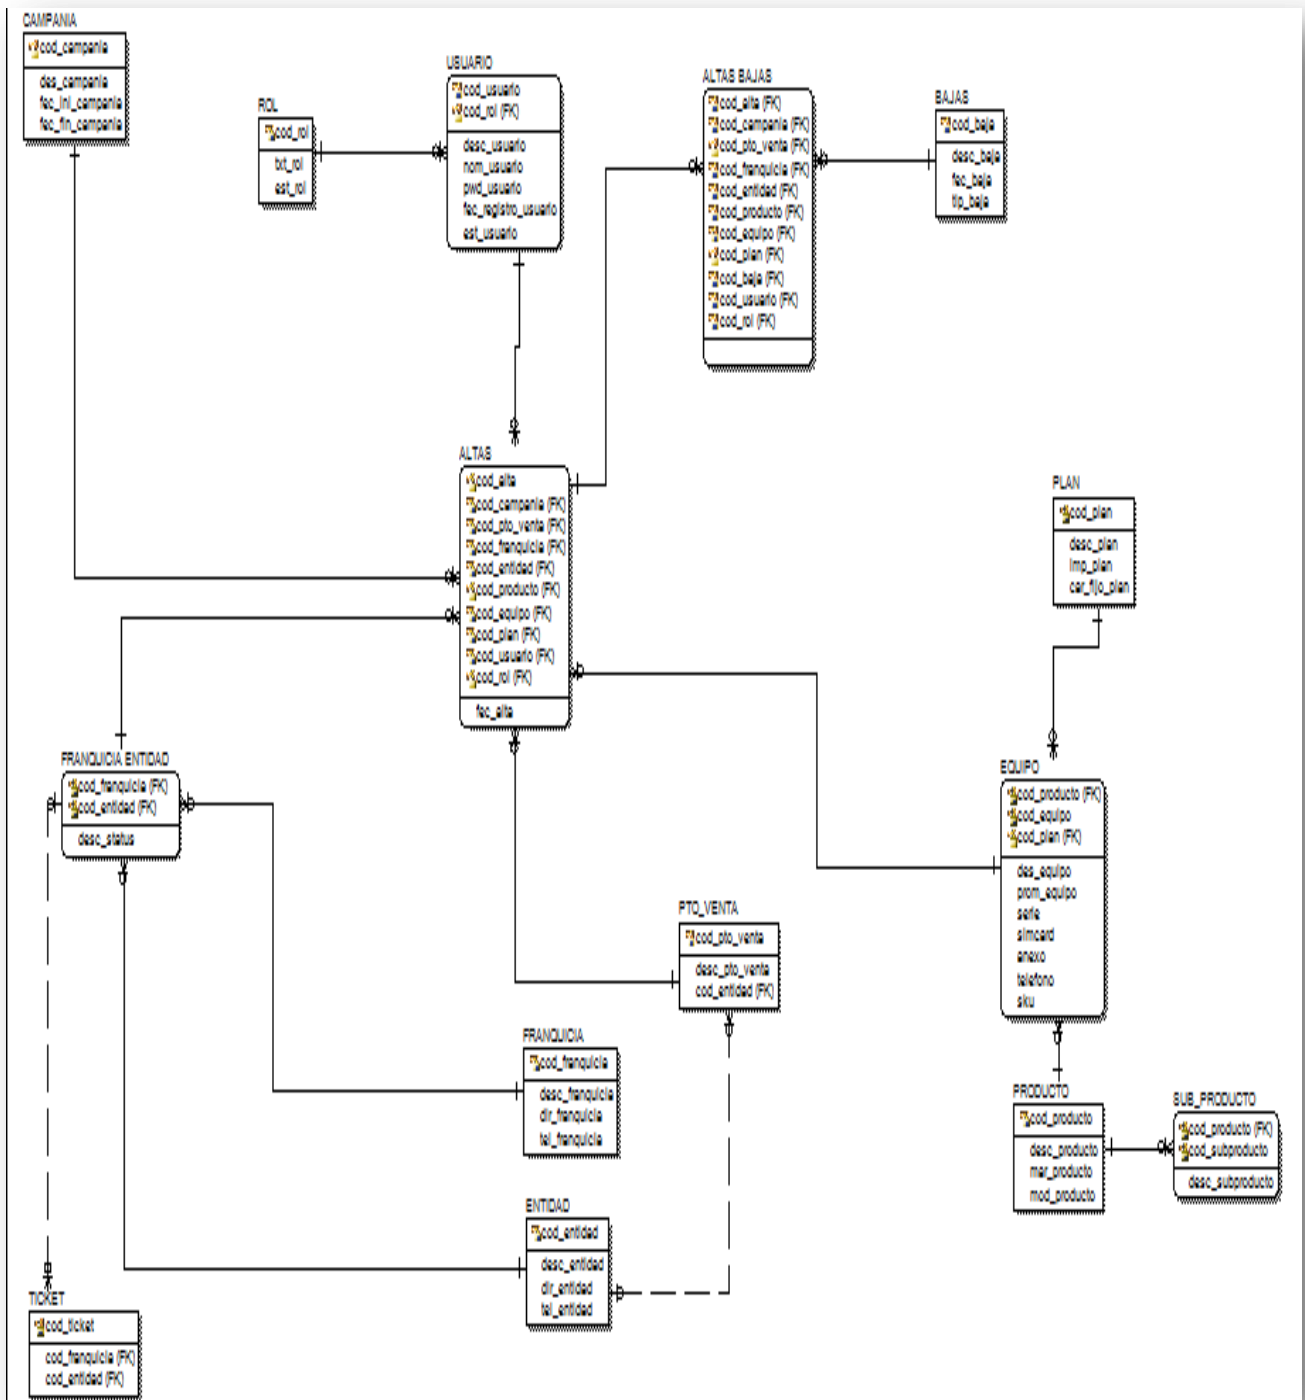 CAMPANIA
cod_campania
des_campania
fec_ini_campania
fec_fin_campania
ROL
cod_rol
txt_rol
est_rol
USUARIO
cod_usuario
cod_rol (FK)
desc_usuario
nom_usuario
pwd_usuario
fec_registro_usuario
est_usuario
ALTAS BAJAS
cod_alta (FK)
cod_campania (FK)
cod_pto_venta (FK)
cod_franquicia (FK)
cod_entidad (FK)
cod_producto (FK)
cod_equipo (FK)
cod_plan (FK)
cod_baja (FK)
cod_usuario (FK)
cod_rol (FK)
BAJAS
cod_baja
desc_baja
fec_baja
tip_baja
ALTAS
cod_alta
cod_campania (FK)
cod_pto_venta (FK)
cod_franquicia (FK)
cod_entidad (FK)
cod_producto (FK)
cod_equipo (FK)
cod_plan (FK)
cod_usuario (FK)
cod_rol (FK)
fec_alta
PLAN
cod_plan
desc_plan
imp_plan
car_fijo_plan
FRANQUICIA ENTIDAD
cod_franquicia (FK)
cod_entidad (FK)
desc_status
EQUIPO
cod_producto (FK)
cod_equipo
cod_plan (FK)
des_equipo
prom_equipo
serie
simcard
anexo
telefono
sku
PTO_VENTA
cod_pto_venta
desc_pto_venta
cod_entidad (FK)
FRANQUICIA
cod_franquicia
desc_franquicia
dir_franquicia
tel_franquicia
PRODUCTO
cod_producto
desc_producto
mar_producto
mod_producto
SUB_PRODUCTO
cod_producto (FK)
cod_subproducto
desc_subproducto
ENTIDAD
cod_entidad
desc_entidad
dir_entidad
tel_entidad
TICKET
cod_ticket
cod_franquicia (FK)
cod_entidad (FK)